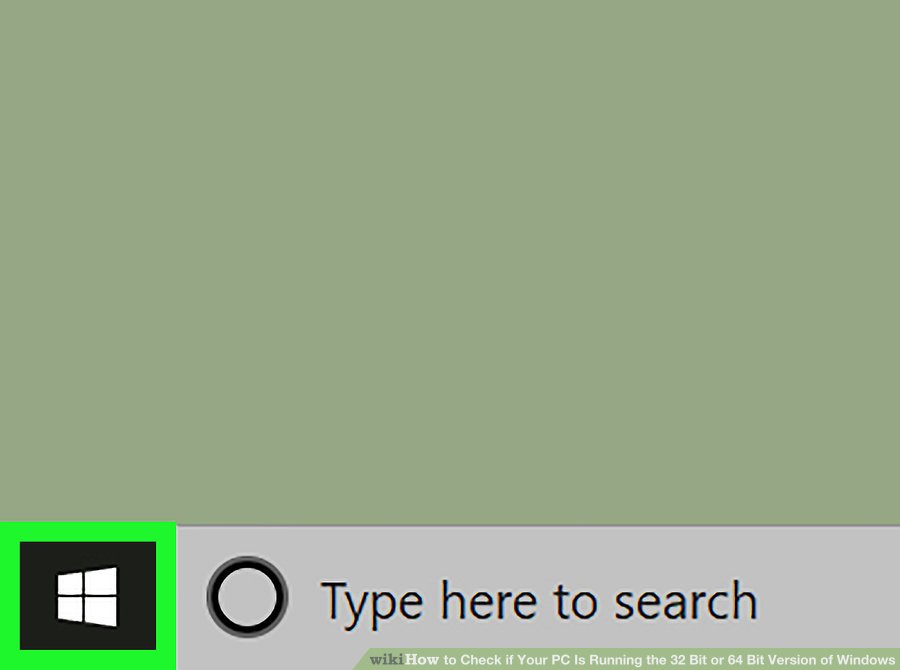 Type here to search
wikiHow to Check if Your PC Is Running the 32 Bit or 64 Bit Version of Windows